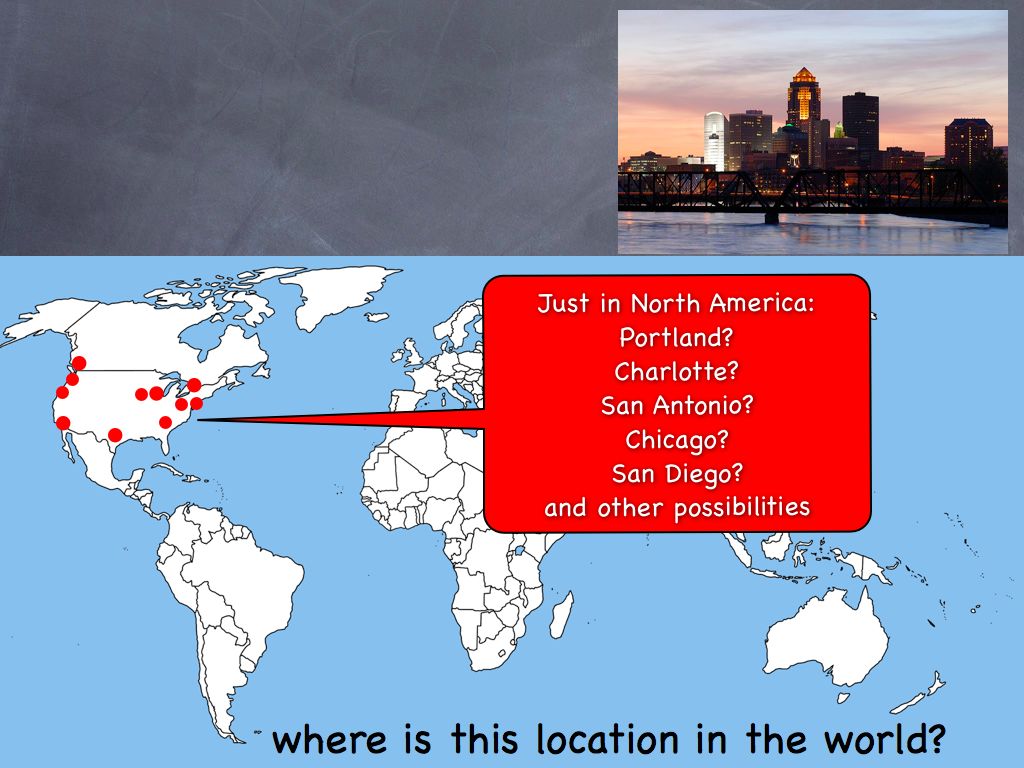 Just in North America:
Portland?
Charlotte?
San Antonio?
Chicago?
San Diego?
and other possibilities
where is this location in the world?